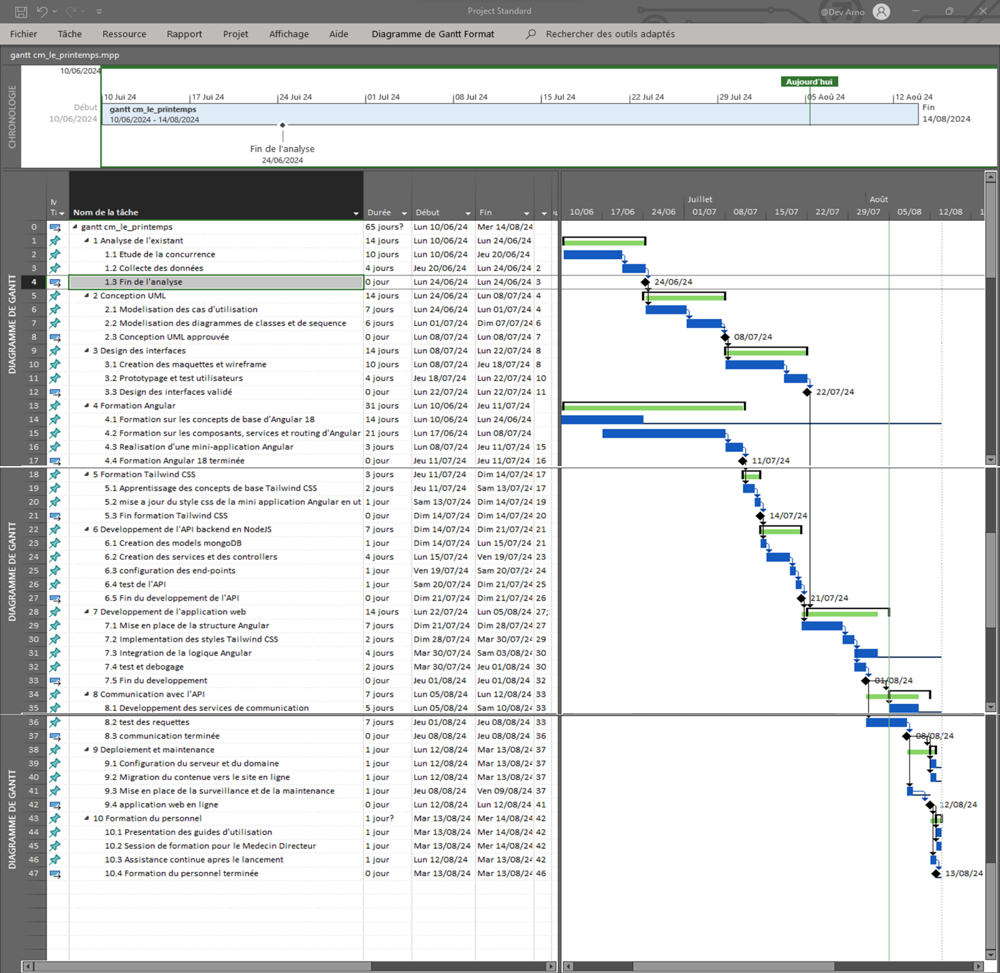 Project Standard
@Dev Arno
Fichier Tâche Ressource Rapport Projet Affichage Aide Diagramme de Gantt Format Rechercher des outils adaptés
gantt cm_le_printemps.mpp
CHRONOLOGIE
10/06/2024
Aujourd'hui
10 Jui 24 17 Jui 24 24 Jui 24 01 Jul 24 08 Jul 24 15 Jul 24 22 Jul 24 29 Jul 24 05 Aoû 24 12 Aoû 24
Début
10/06/2024
gantt cm_le_printemps
10/06/2024 - 14/08/2024
Fin
14/08/2024
Fin de l'analyse
24/06/2024
DIAGRAMME DE GANTT
DIAGRAMME DE GANTT
DIAGRAMME DE GANTT
Nom de la tâche Durée Début Fin
Juillet Août
10/06 17/06 24/06 01/07 08/07 15/07 22/07 29/07 05/08 12/08 1
0 gantt cm_le_printemps 65 jours? Lun 10/06/24 Mer 14/08/24
1 1 Analyse de l'existant 14 jours Lun 10/06/24 Lun 24/06/24
2 1.1 Etude de la concurrence 10 jours Lun 10/06/24 Jeu 20/06/24
3 1.2 Collecte des données 4 jours Jeu 20/06/24 Lun 24/06/24 2
4 1.3 Fin de l'analyse 0 jour Lun 24/06/24 Lun 24/06/24 3 24/06/24
5 2 Conception UML 14 jours Lun 24/06/24 Lun 08/07/24 4
6 2.1 Modelisation des cas d'utilisation 7 jours Lun 24/06/24 Lun 01/07/24 4
7 2.2 Modelisation des diagrammes de classes et de sequence 6 jours Lun 01/07/24 Dim 07/07/24 6
8 2.3 Conception UML approuvée 0 jour Lun 08/07/24 Lun 08/07/24 7 08/07/24
9 3 Design des interfaces 14 jours Lun 08/07/24 Lun 22/07/24 8
10 3.1 Creation des maquettes et wireframe 10 jours Lun 08/07/24 Jeu 18/07/24 8
11 3.2 Prototypage et test utilisateurs 4 jours Jeu 18/07/24 Lun 22/07/24 10
12 3.3 Design des interfaces validé 0 jour Lun 22/07/24 Lun 22/07/24 11 22/07/24
13 4 Formation Angular 31 jours Lun 10/06/24 Jeu 11/07/24
14 4.1 Formation sur les concepts de base d'Angular 18 14 jours Lun 10/06/24 Lun 24/06/24
15 4.2 Formation sur les composants, services et routing d'Angular 21 jours Lun 17/06/24 Lun 08/07/24
16 4.3 Realisation d'une mini-application Angular 3 jours Lun 08/07/24 Jeu 11/07/24 15
17 4.4 Formation Angular 18 terminée 0 jour Jeu 11/07/24 Jeu 11/07/24 16 11/07/24
18 5 Formation Tailwind CSS 3 jours Jeu 11/07/24 Dim 14/07/24 17
19 5.1 Apprentissage des concepts de base Tailwind CSS 2 jours Jeu 11/07/24 Sam 13/07/24 17
20 5.2 mise a jour du style css de la mini application Angular en ut 1 jour Sam 13/07/24 Dim 14/07/24 19
21 5.3 Fin formation Tailwind CSS 0 jour Dim 14/07/24 Dim 14/07/24 20 14/07/24
22 6 Developpement de l'API backend en NodeJS 7 jours Dim 14/07/24 Dim 21/07/24 21
23 6.1 Creation des models mongoDB 1 jour Dim 14/07/24 Lun 15/07/24 21
24 6.2 Creation des services et des controllers 4 jours Lun 15/07/24 Ven 19/07/24 23
25 6.3 configuration des end-points 1 jour Ven 19/07/24 Sam 20/07/24 24
26 6.4 test de l'API 1 jour Sam 20/07/24 Dim 21/07/24 25
27 6.5 Fin du developpement de l'API 0 jour Dim 21/07/24 Dim 21/07/24 26 21/07/24
28 7 Developpement de l'application web 14 jours Lun 22/07/24 Lun 05/08/24 27;
29 7.1 Mise en place de la structure Angular 7 jours Dim 21/07/24 Dim 28/07/24 27
30 7.2 Implementation des styles Tailwind CSS 2 jours Dim 28/07/24 Mar 30/07/24 29
31 7.3 Integration de la logique Angular 4 jours Mar 30/07/24 Sam 03/08/24 30
32 7.4 test et debogage 2 jours Mar 30/07/24 Jeu 01/08/24 30
33 7.5 Fin du developpement 0 jour Jeu 01/08/24 Jeu 01/08/24 32 01/08/24
34 8 Communication avec l'API 7 jours Lun 05/08/24 Lun 12/08/24 33
35 8.1 Developpement des services de communication 5 jours Lun 05/08/24 Sam 10/08/24 33
36 8.2 test des requettes 7 jours Jeu 01/08/24 Jeu 08/08/24 33
37 8.3 communication terminée 0 jour Jeu 08/08/24 Jeu 08/08/24 36 08/08/24
38 9 Deploiement et maintenance 1 jour Lun 12/08/24 Mar 13/08/24 37
39 9.1 Configuration du serveur et du domaine 1 jour Lun 12/08/24 Mar 13/08/24 37
40 9.2 Migration du contenue vers le site en ligne 1 jour Lun 12/08/24 Mar 13/08/24 37
41 9.3 Mise en place de la surveillance et de la maintenance 1 jour Jeu 08/08/24 Ven 09/08/24 37
42 9.4 application web en ligne 0 jour Lun 12/08/24 Lun 12/08/24 41 12/08/24
43 10 Formation du personnel 1 jour? Mar 13/08/24 Mer 14/08/24 42
44 10.1 Presentation des guides d'utilisation 1 jour Mar 13/08/24 Mer 14/08/24 42
45 10.2 Session de formation pour le Medecin Directeur 1 jour Mar 13/08/24 Mer 14/08/24 42
46 10.3 Assistance continue apres le lancement 1 jour Lun 12/08/24 Mar 13/08/24 42
47 10.4 Formation du personnel terminée 0 jour Mar 13/08/24 Mar 13/08/24 46 13/08/24